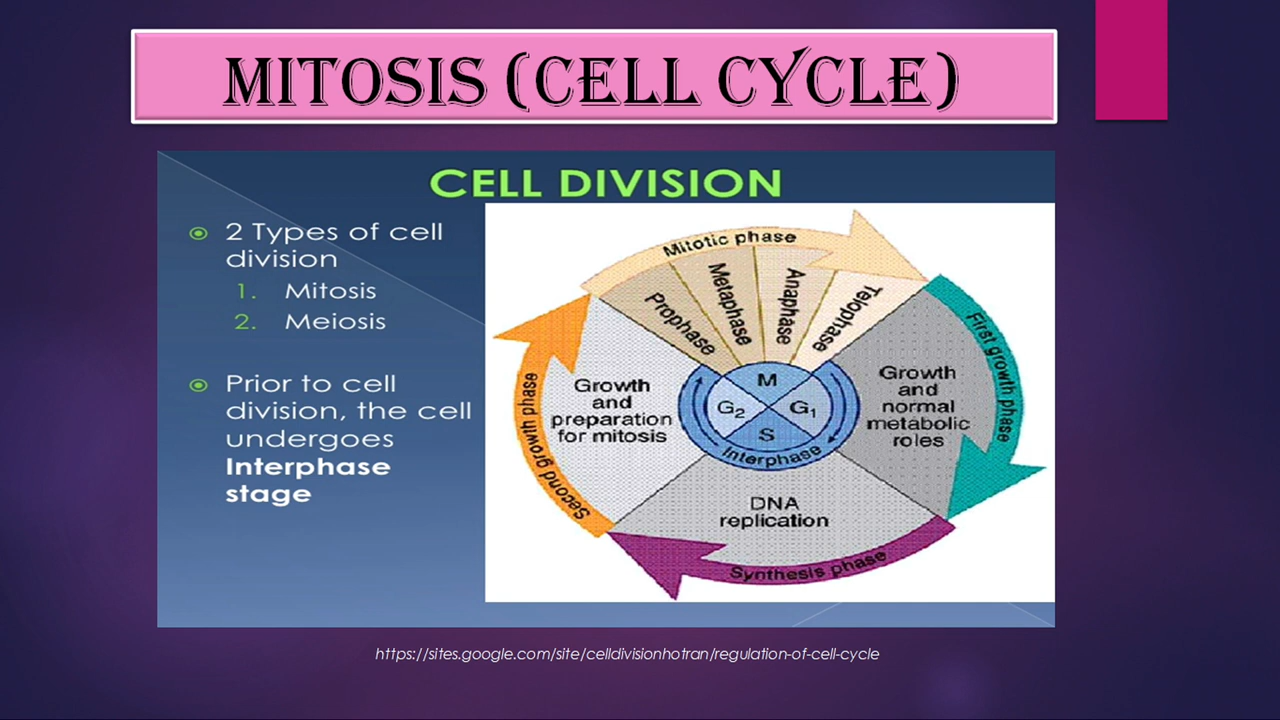 MITOSIS (CELL CYCLE)
CELL DIVISION
2 Types of cell
division
1. Mitosis
2. Meiosis
Prior to cell
division, the cell
undergoes
Interphase
stage
Mitotic phase
Prophase
Metaphase
Anaphase
Telophase
First growth phase
Growth
and
normal
metabolic
roles
Synthesis phase
DNA
replication
Second growth phase
Growth
and
preparation
for mitosis
M
G₂ G₁
S
Interphase
https://sites.google.com/site/celldivisionhotran/regulation-of-cell-cycle